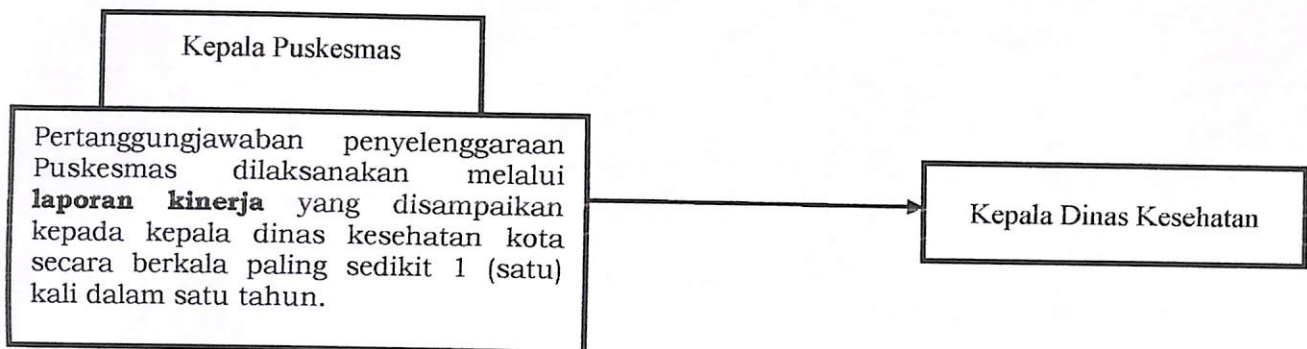 Kepala Puskesmas
Pertanggungjawaban penyelenggaraan
Puskesmas dilaksanakan melalui
laporan kinerja yang disampaikan
kepada kepala dinas kesehatan kota
secara berkala paling sedikit 1 (satu)
kali dalam satu tahun.
Kepala Dinas Kesehatan